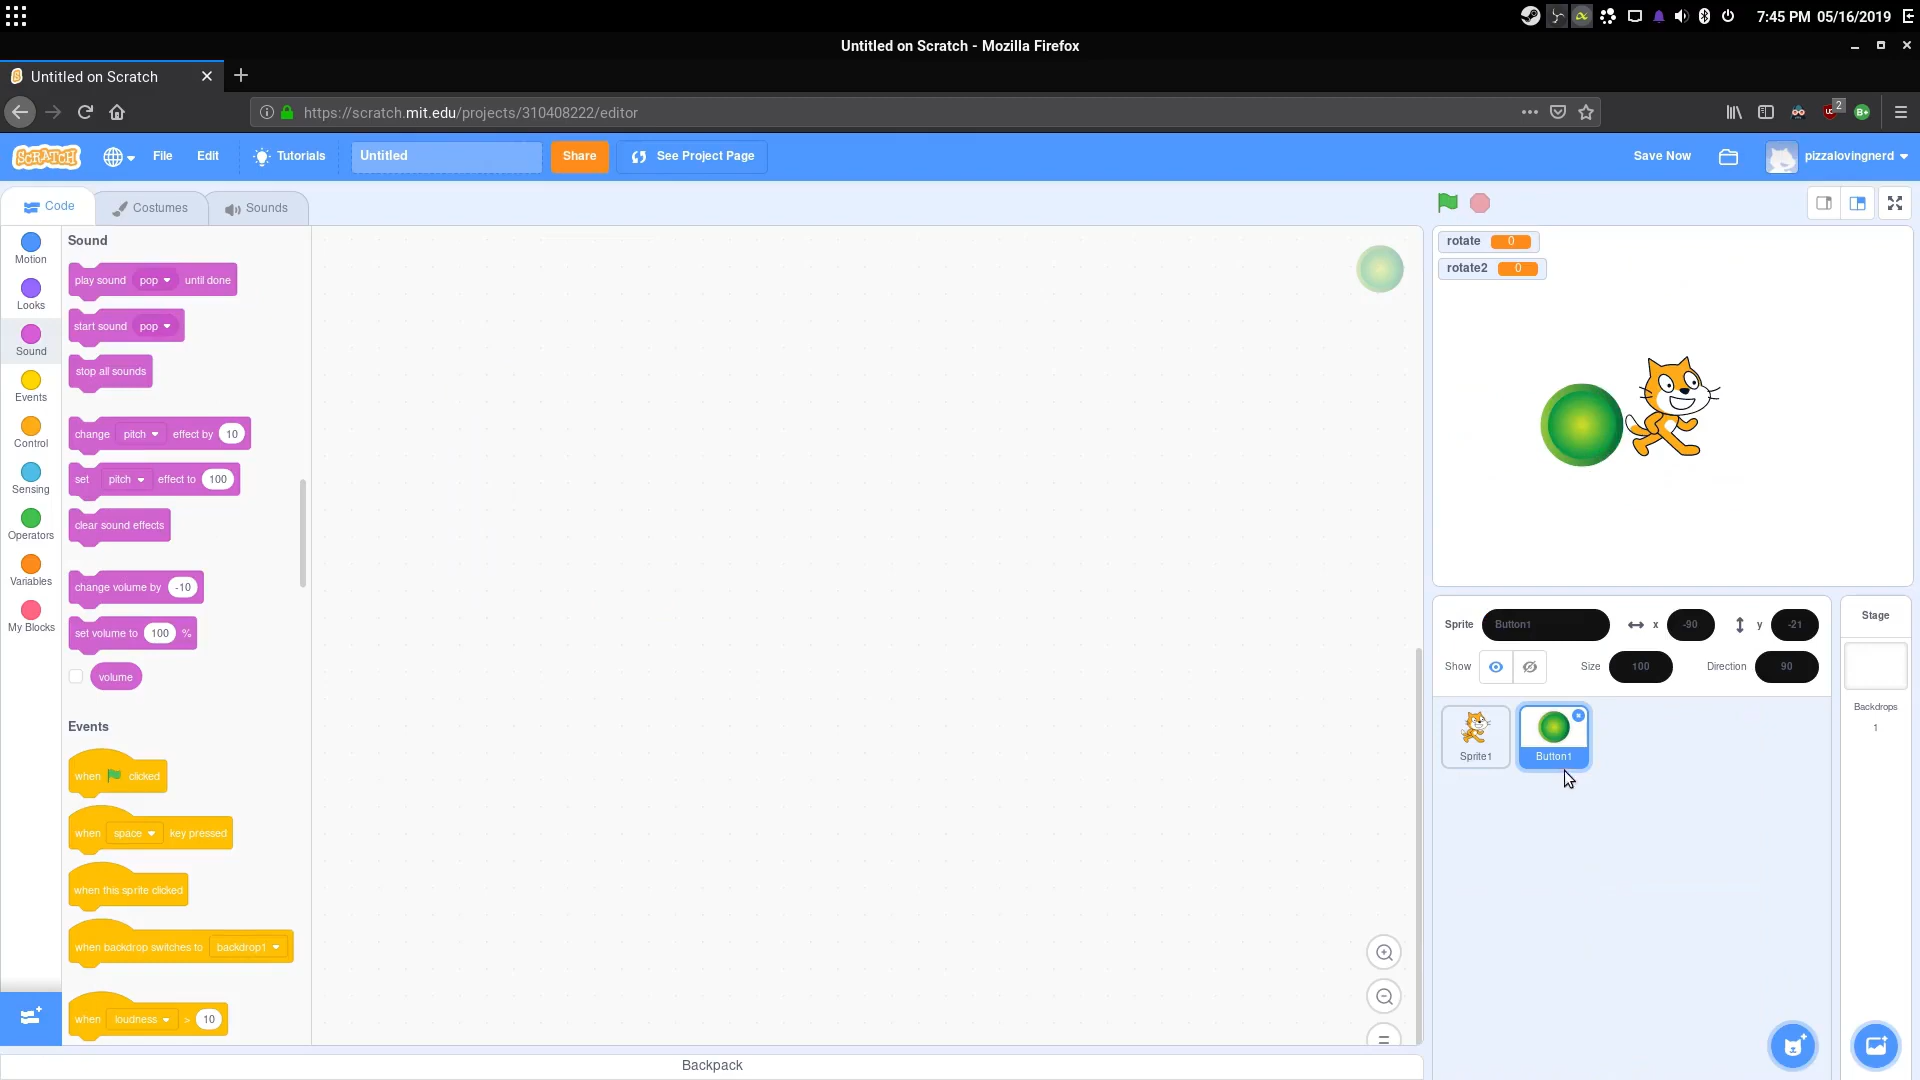 7:45 PM 05/16/2019
Untitled on Scratch - Mozilla Firefox
Untitled on Scratch
https://scratch.mit.edu/projects/310408222/editor
2
B+
SCRATCH
File
Edit
Tutorials
Untitled
Share
See Project Page
Save Now
pizzalovingnerd
Code
Costumes
Sounds
Motion
Looks
Sound
Events
Control
Sensing
Operators
Variables
My Blocks
Sound
play sound pop until done
start sound pop
stop all sounds
change pitch effect by 10
set pitch effect to 100
clear sound effects
change volume by -10
set volume to 100 %
volume
Events
when clicked
when space key pressed
when this sprite clicked
when backdrop switches to backdrop1
when loudness > 10
Backpack
rotate 0
rotate2 0
Sprite Button1 x -90 y -21
Show Size 100 Direction 90
Sprite1
Button1
Stage
Backdrops
1